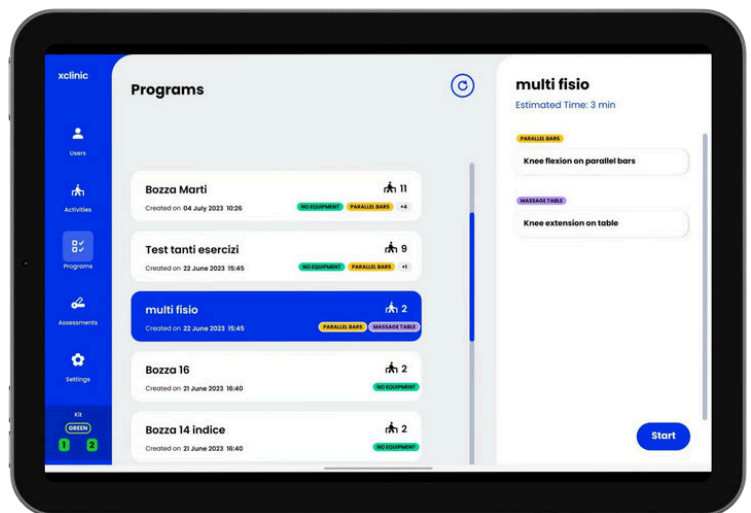 xclinic
Users
Activities
Programs
Assessments
Settings
Kit
GREEN
1 2
Programs
Bozza Marti 11
Created on 04 July 2023 10:26 NO EQUIPMENT PARALLEL BARS +4
Test tanti esercizi 9
Created on 22 June 2023 15:45 NO EQUIPMENT PARALLEL BARS +1
multi fisio 2
Created on 22 June 2023 15:45 PARALLEL BARS MASSAGE TABLE
Bozza 16 2
Created on 21 June 2023 16:40 NO EQUIPMENT
Bozza 14 indice 2
Created on 21 June 2023 16:40 NO EQUIPMENT
multi fisio
Estimated Time: 3 min
PARALLEL BARS
Knee flexion on parallel bars
MASSAGE TABLE
Knee extension on table
Start